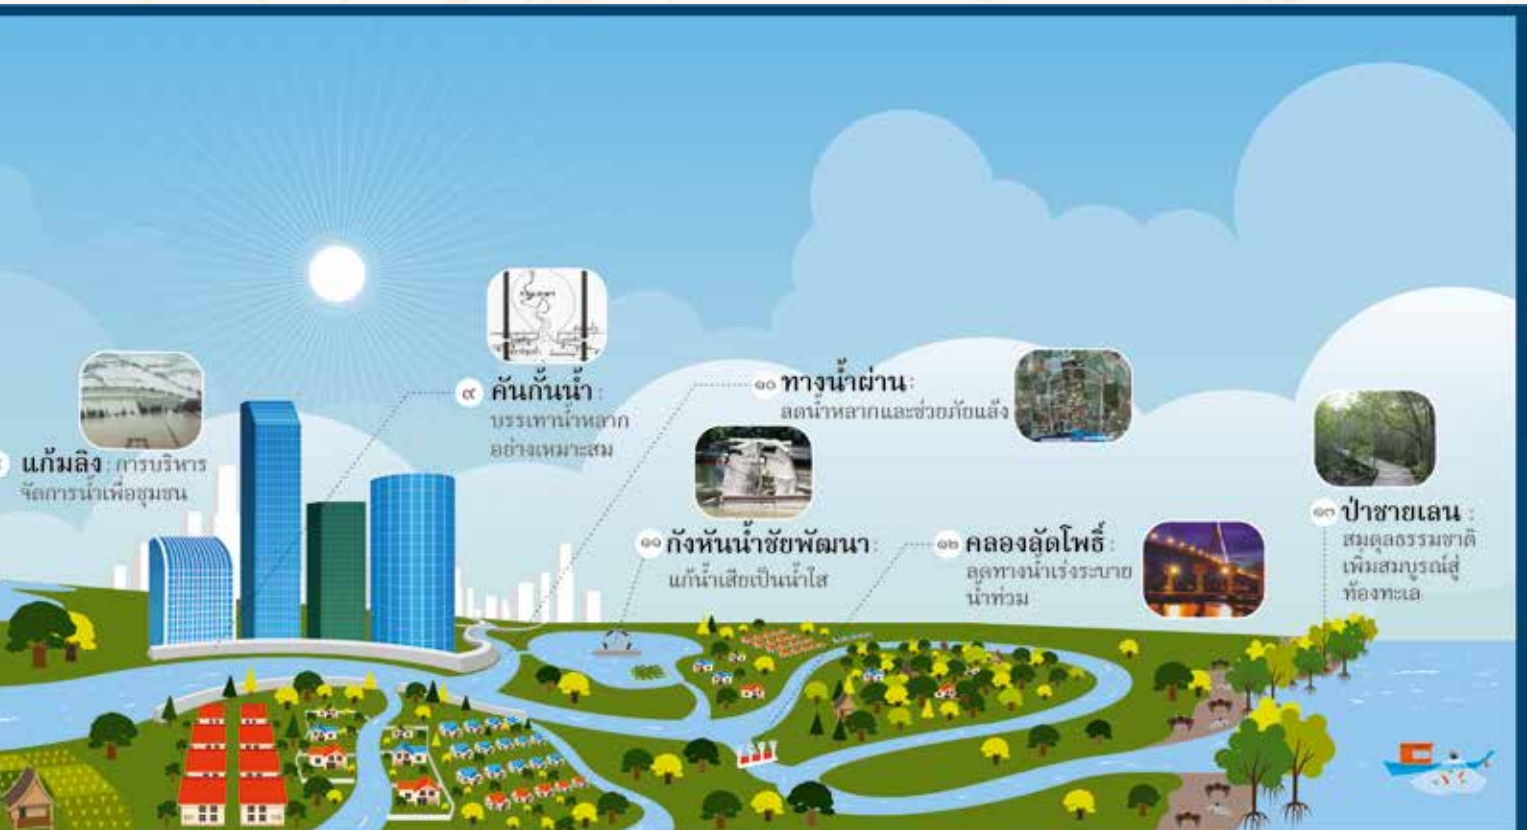 ๙ คันกั้นน้ำ :
บรรเทาน้ำหลาก
อย่างเหมาะสม
๑๐ ทางน้ำผ่าน :
ลดน้ำหลากและช่วยภัยแล้ง
แก้มลิง : การบริหาร
จัดการน้ำเพื่อชุมชน
๑๑ กังหันน้ำชัยพัฒนา :
แก้น้ำเสียเป็นน้ำใส
๑๒ คลองลัดโพธิ์ :
ลดทางน้ำเร่งระบาย
น้ำท่วม
๑๓ ป่าชายเลน :
สมดุลธรรมชาติ
เพิ่มสมบูรณ์สู่
ท้องทะเล